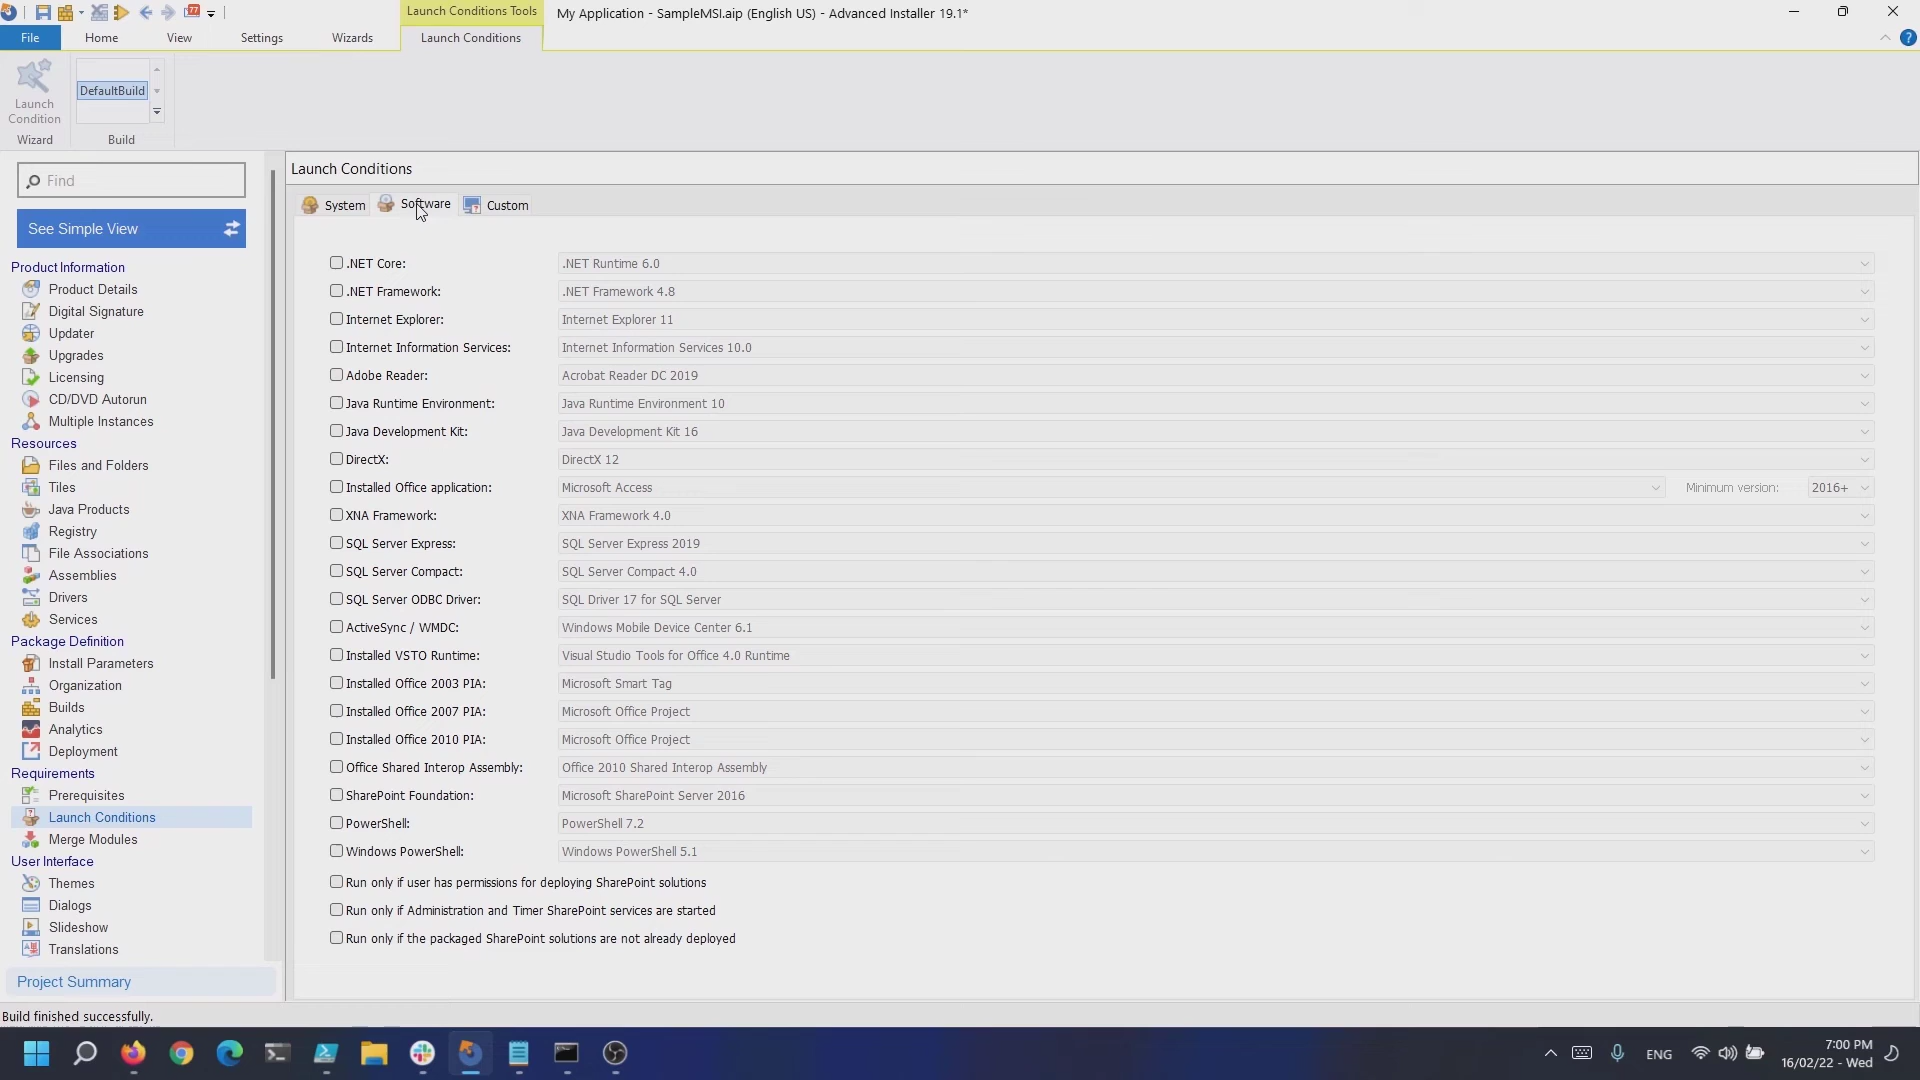 Launch Conditions Tools
My Application - SampleMSI.aip (English US) - Advanced Installer 19.1*
77
File
Home
View
Settings
Wizards
Launch Conditions
Launch
Condition
Wizard
DefaultBuild
Build
Find
See Simple View
Product Information
Product Details
Digital Signature
Updater
Upgrades
Licensing
CD/DVD Autorun
Multiple Instances
Resources
Files and Folders
Tiles
Java Products
Registry
File Associations
Assemblies
Drivers
Services
Package Definition
Install Parameters
Organization
Builds
Analytics
Deployment
Requirements
Prerequisites
Launch Conditions
Merge Modules
User Interface
Themes
Dialogs
Slideshow
Translations
Project Summary
Launch Conditions
System
Software
Custom
.NET Core: .NET Runtime 6.0
.NET Framework: .NET Framework 4.8
Internet Explorer: Internet Explorer 11
Internet Information Services: Internet Information Services 10.0
Adobe Reader: Acrobat Reader DC 2019
Java Runtime Environment: Java Runtime Environment 10
Java Development Kit: Java Development Kit 16
DirectX: DirectX 12
Installed Office application: Microsoft Access Minimum version: 2016+
XNA Framework: XNA Framework 4.0
SQL Server Express: SQL Server Express 2019
SQL Server Compact: SQL Server Compact 4.0
SQL Server ODBC Driver: SQL Driver 17 for SQL Server
ActiveSync / WMDC: Windows Mobile Device Center 6.1
Installed VSTO Runtime: Visual Studio Tools for Office 4.0 Runtime
Installed Office 2003 PIA: Microsoft Smart Tag
Installed Office 2007 PIA: Microsoft Office Project
Installed Office 2010 PIA: Microsoft Office Project
Office Shared Interop Assembly: Office 2010 Shared Interop Assembly
SharePoint Foundation: Microsoft SharePoint Server 2016
PowerShell: PowerShell 7.2
Windows PowerShell: Windows PowerShell 5.1
Run only if user has permissions for deploying SharePoint solutions
Run only if Administration and Timer SharePoint services are started
Run only if the packaged SharePoint solutions are not already deployed
Build finished successfully.
ENG
7:00 PM
16/02/22 - Wed